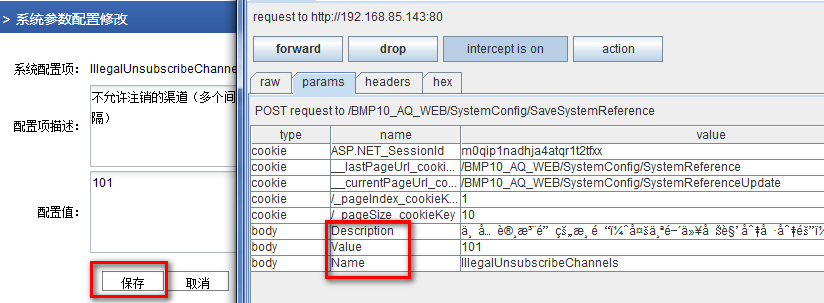 > 系统参数配置修改
系统配置项: IllegalUnsubscribeChanne
配置项描述:
不允许注销的渠道（多个间
隔）
配置值:
101
保存
取消
request to http://192.168.85.143:80
forward
drop
intercept is on
action
raw
params
headers
hex
POST request to /BMP10_AQ_WEB/SystemConfig/SaveSystemReference
type name value
cookie ASP.NET_SessionId m0qip1nadhja4atqr1t2tfxx
cookie __lastPageUrl_cooki... /BMP10_AQ_WEB/SystemConfig/SystemReference
cookie __currentPageUrl_co... /BMP10_AQ_WEB/SystemConfig/SystemReferenceUpdate
cookie /_pageIndex_cookieK... 1
cookie /_pageSize_cookieKey 10
body Description
body Value 101
body Name IllegalUnsubscribeChannels